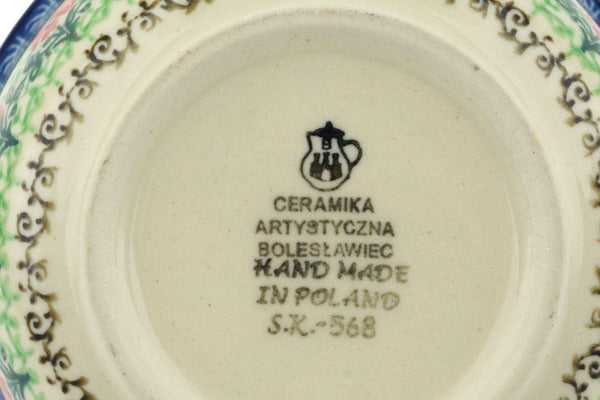 CERAMIKA
ARTYSTYCZNA
BOLESŁAWIEC
HAND MADE
IN POLAND
S.K.-568